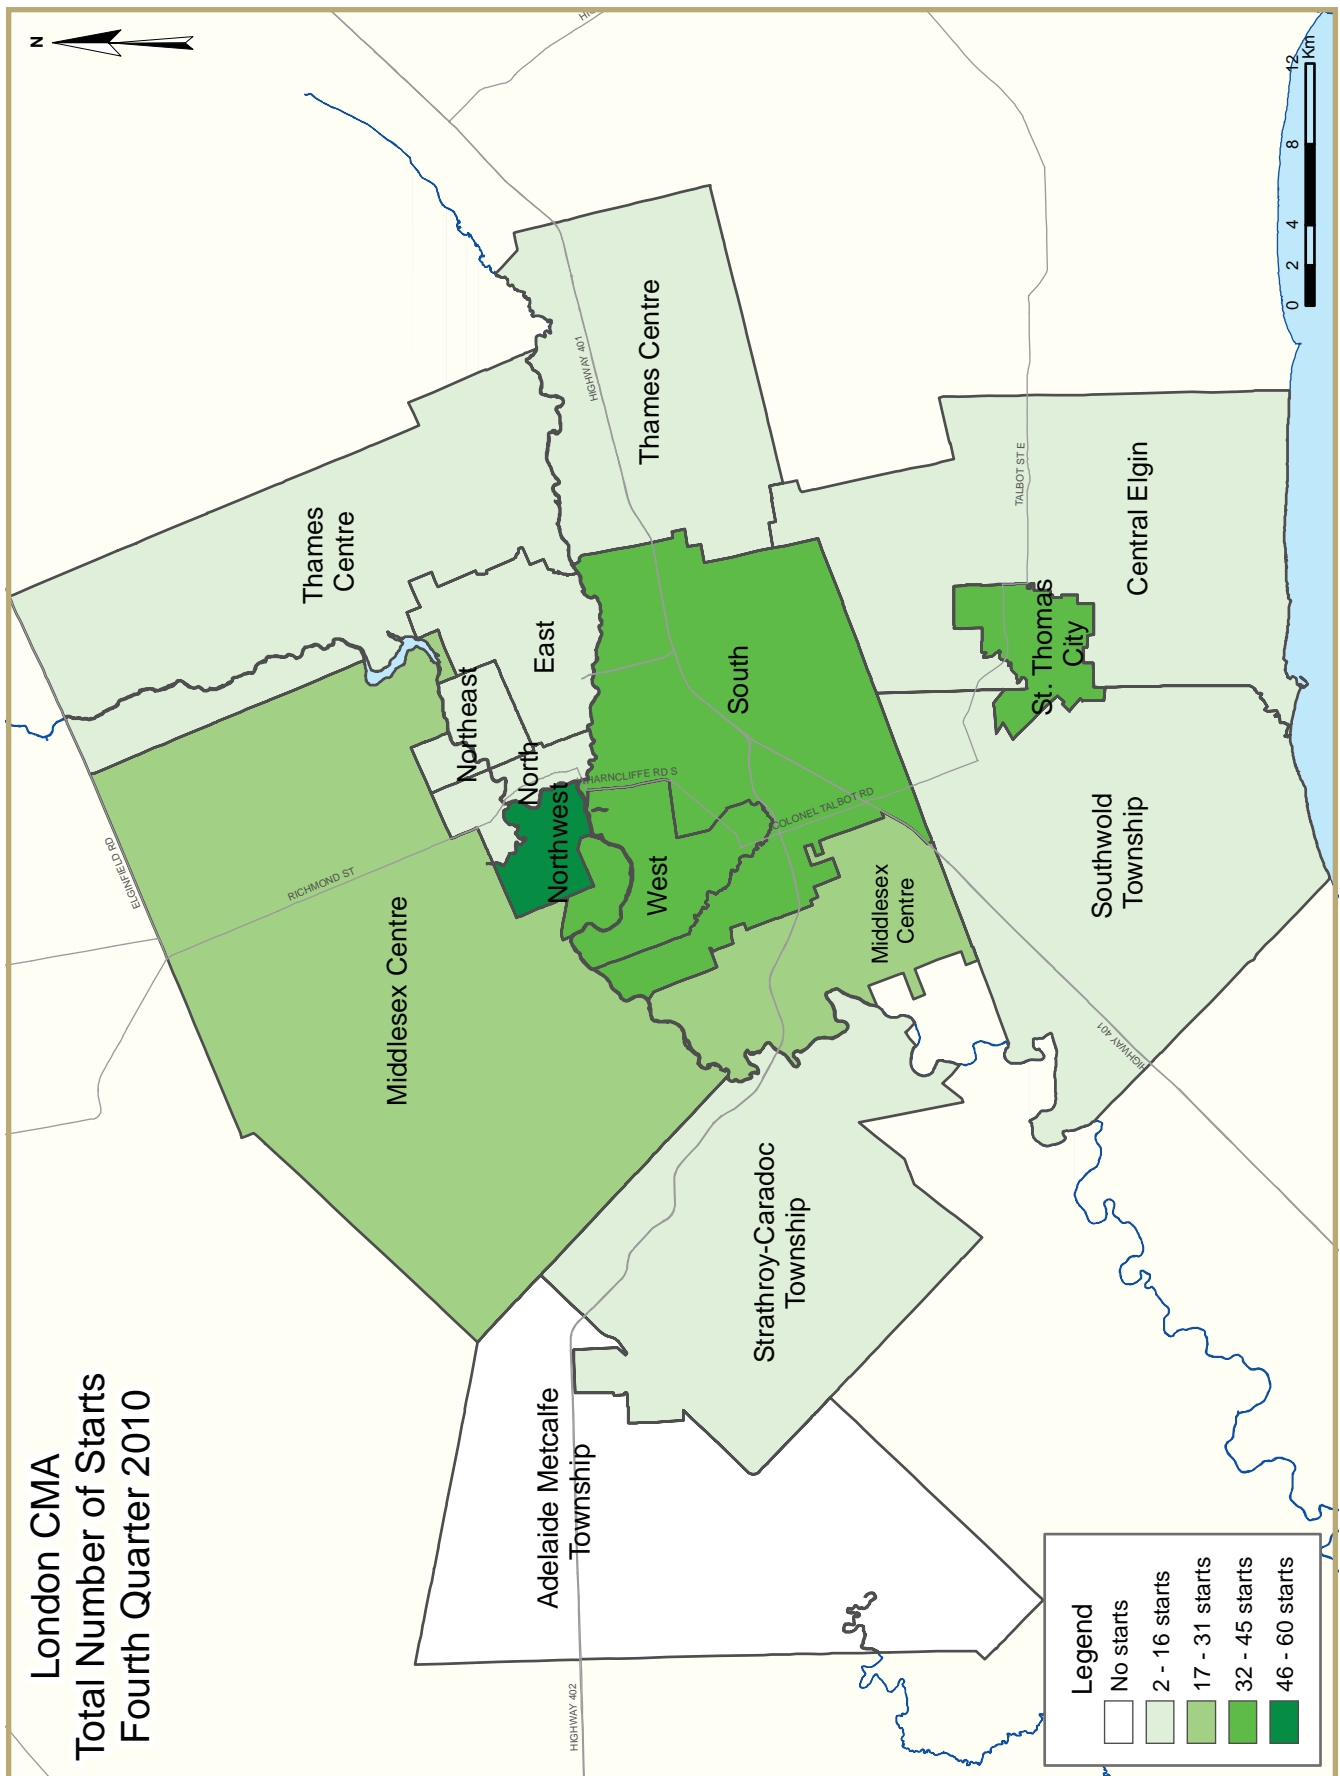 London CMA
Total Number of Starts
Fourth Quarter 2010
N
ELGINFIELD RD
RICHMOND ST
Middlesex Centre
Thames
Centre
Northeast
North
East
Northwest
HIGHWAY 401
Thames Centre
WHARNCLIFFE RD S
West
South
COLONEL TALBOT RD
Middlesex
Centre
Adelaide Metcalfe
Township
HIGHWAY 402
Strathroy-Caradoc
Township
TALBOT ST E
St. Thomas
City
Central Elgin
Southwold
Township
HIGHWAY 401
Legend
No starts
2 - 16 starts
17 - 31 starts
32 - 45 starts
46 - 60 starts
0 2 4 8 12
Km